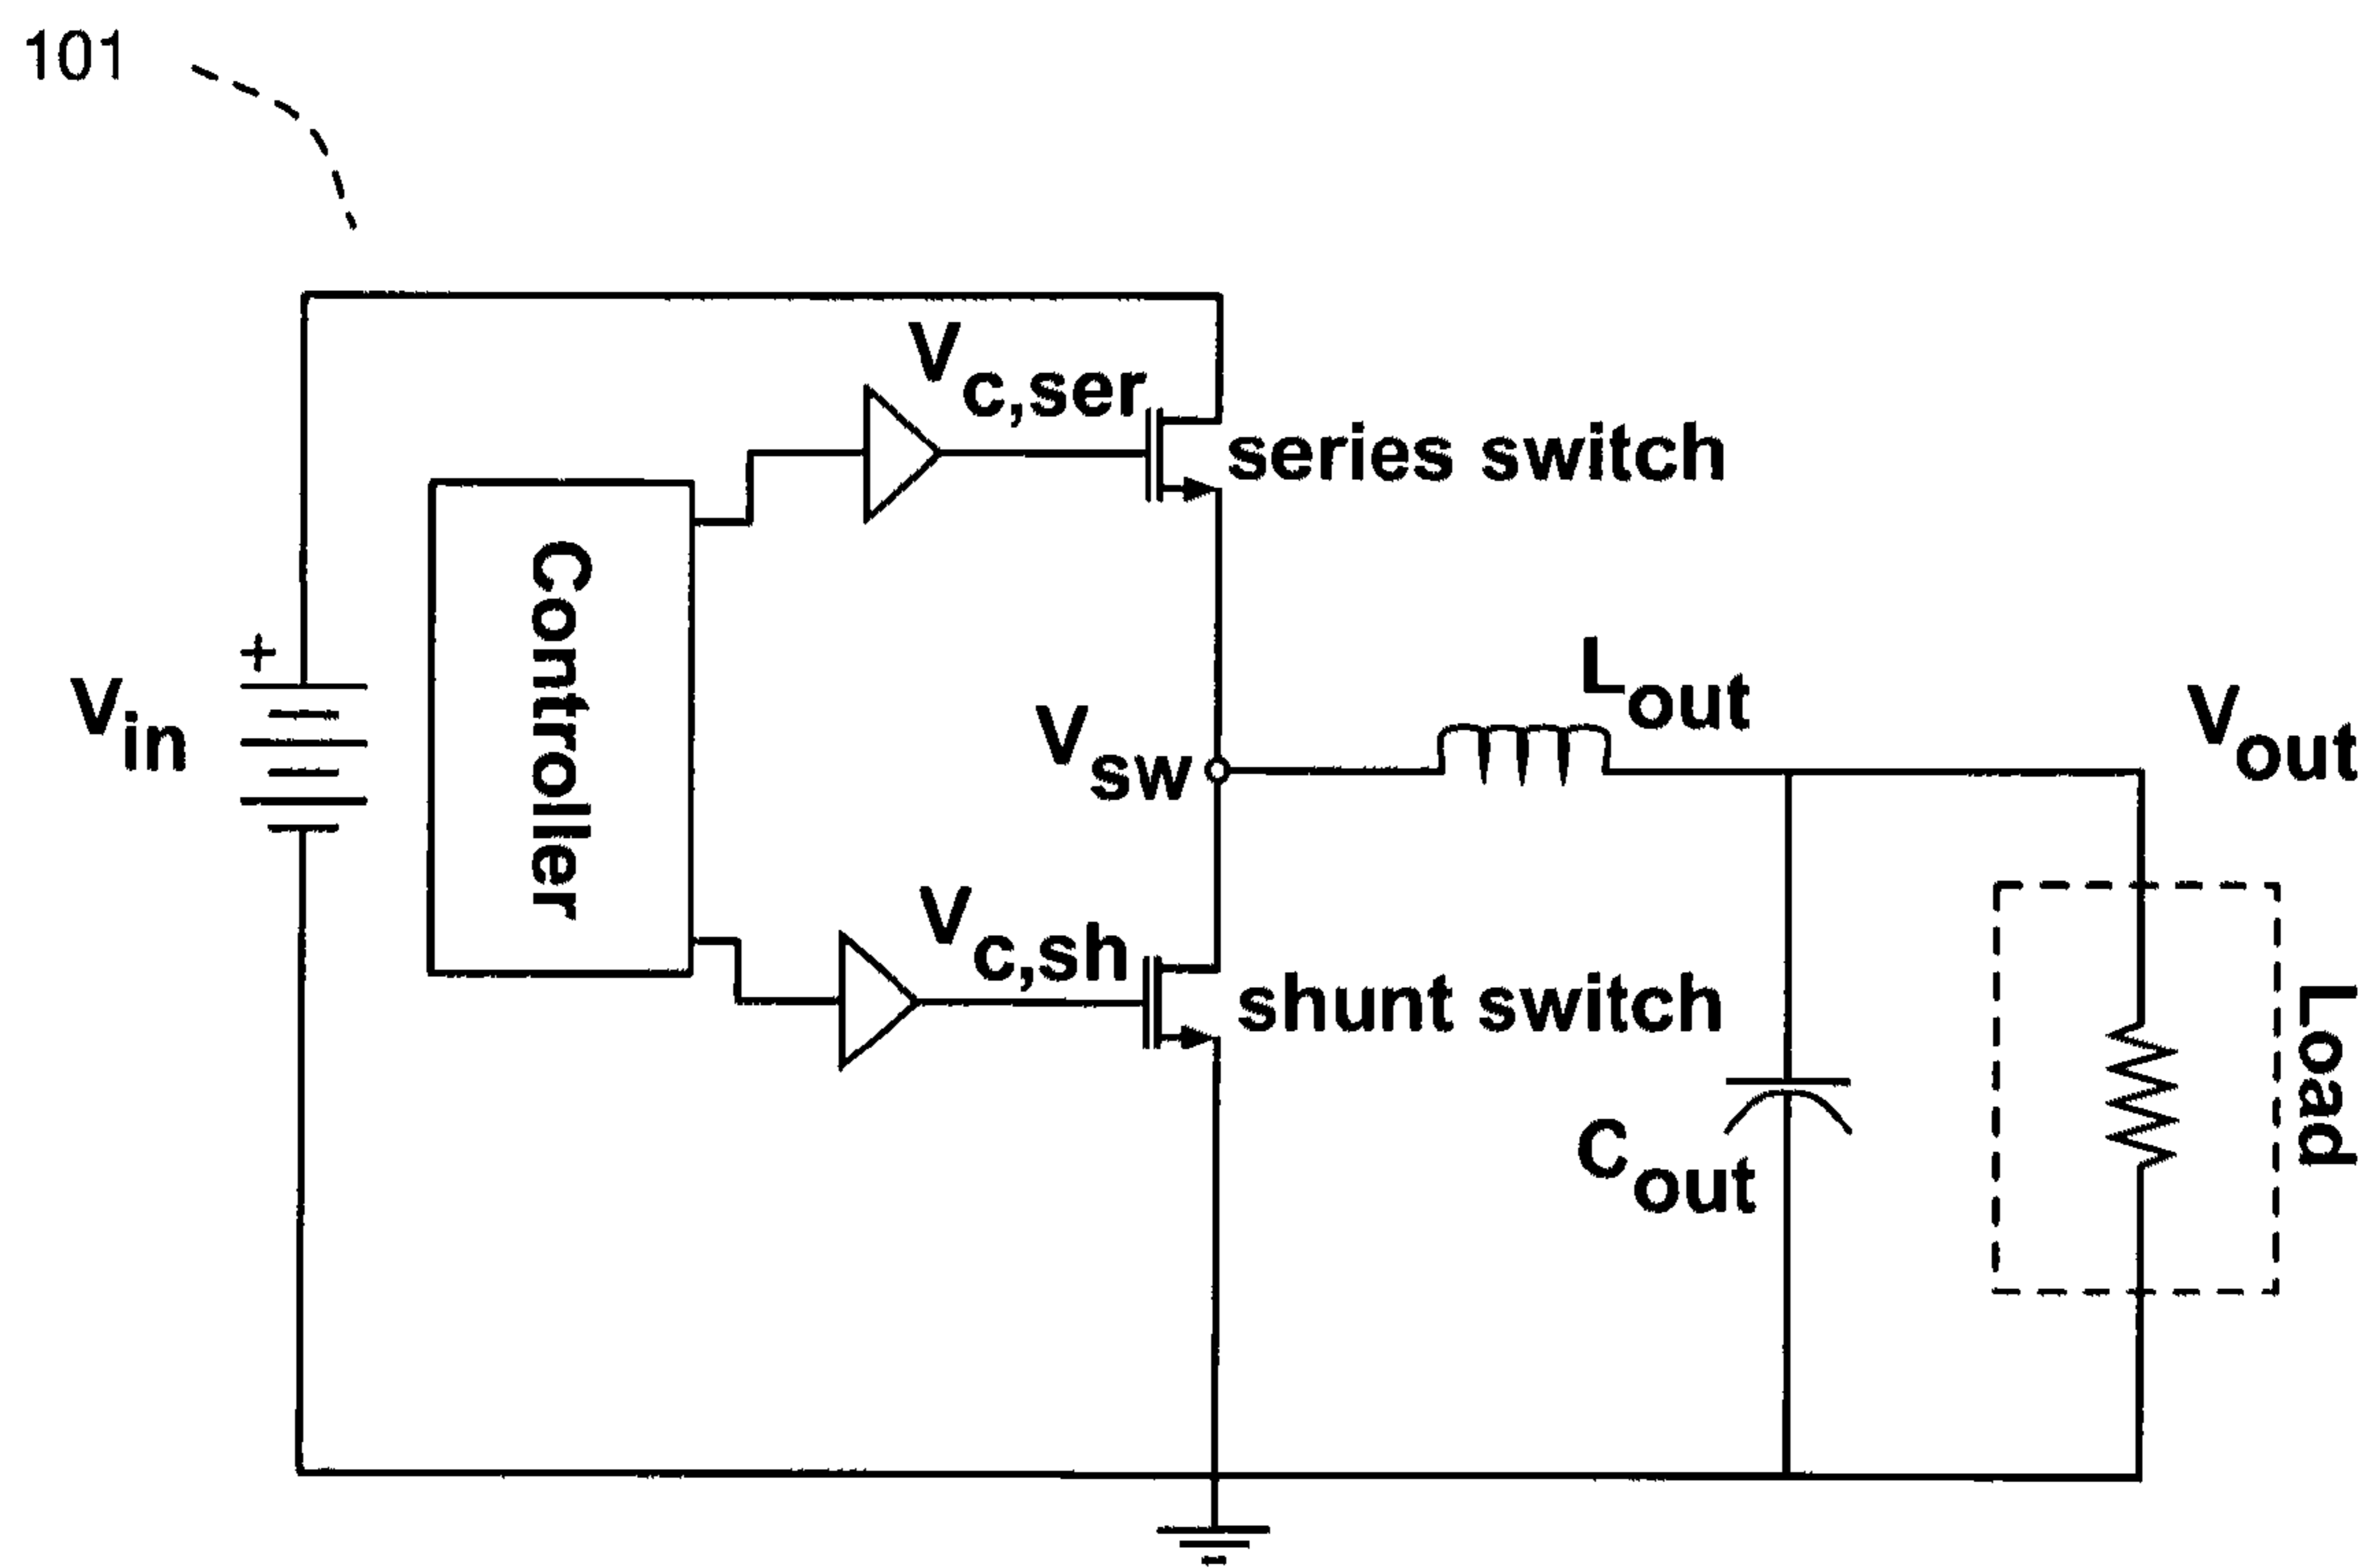 101
Vc,ser
series switch
Controller
+
Vin
Lout
Vsw
Vout
Vc,sh
shunt switch
Load
Cout